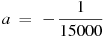 a = - 1/15000